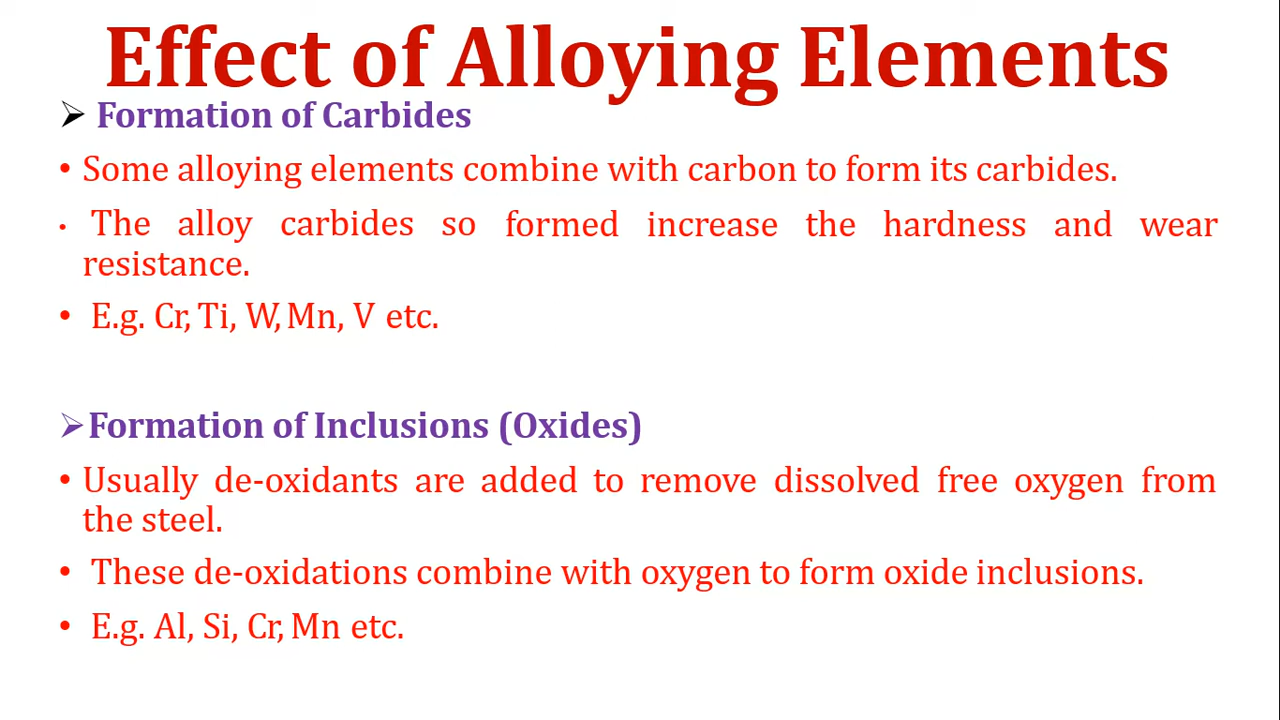 Effect of Alloying Elements
➢ Formation of Carbides
• Some alloying elements combine with carbon to form its carbides.
• The alloy carbides so formed increase the hardness and wear
resistance.
• E.g. Cr, Ti, W, Mn, V etc.
➢Formation of Inclusions (Oxides)
• Usually de-oxidants are added to remove dissolved free oxygen from
the steel.
• These de-oxidations combine with oxygen to form oxide inclusions.
• E.g. Al, Si, Cr, Mn etc.